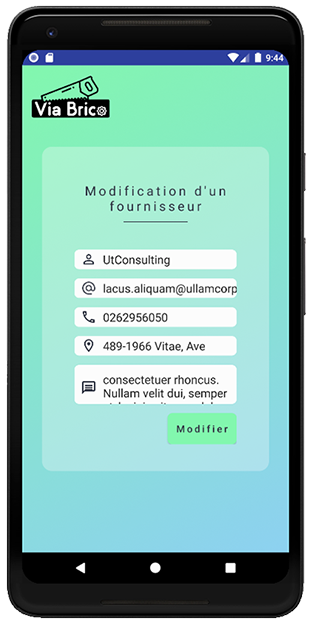 9:44
Via Brico
Modification d'un
fournisseur
UtConsulting
lacus.aliquam@ullamcorp
0262956050
489-1966 Vitae, Ave
consectetuer rhoncus.
Nullam velit dui, semper
Modifier